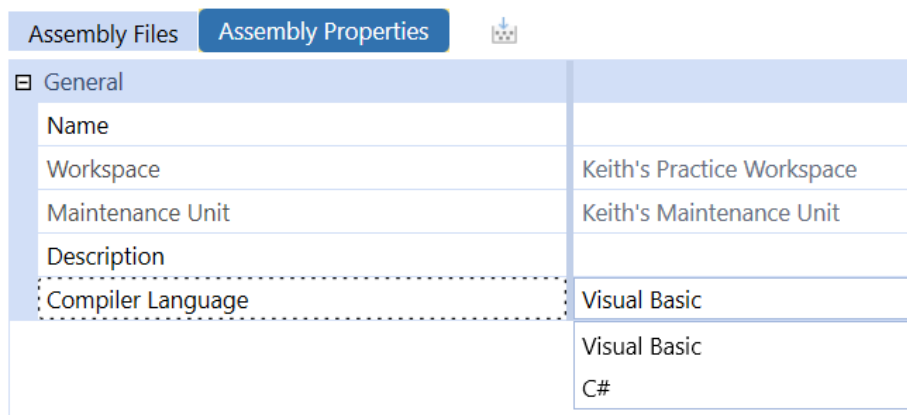 Assembly Files Assembly Properties
General
Name
Workspace Keith's Practice Workspace
Maintenance Unit Keith's Maintenance Unit
Description
Compiler Language Visual Basic
Visual Basic
C#